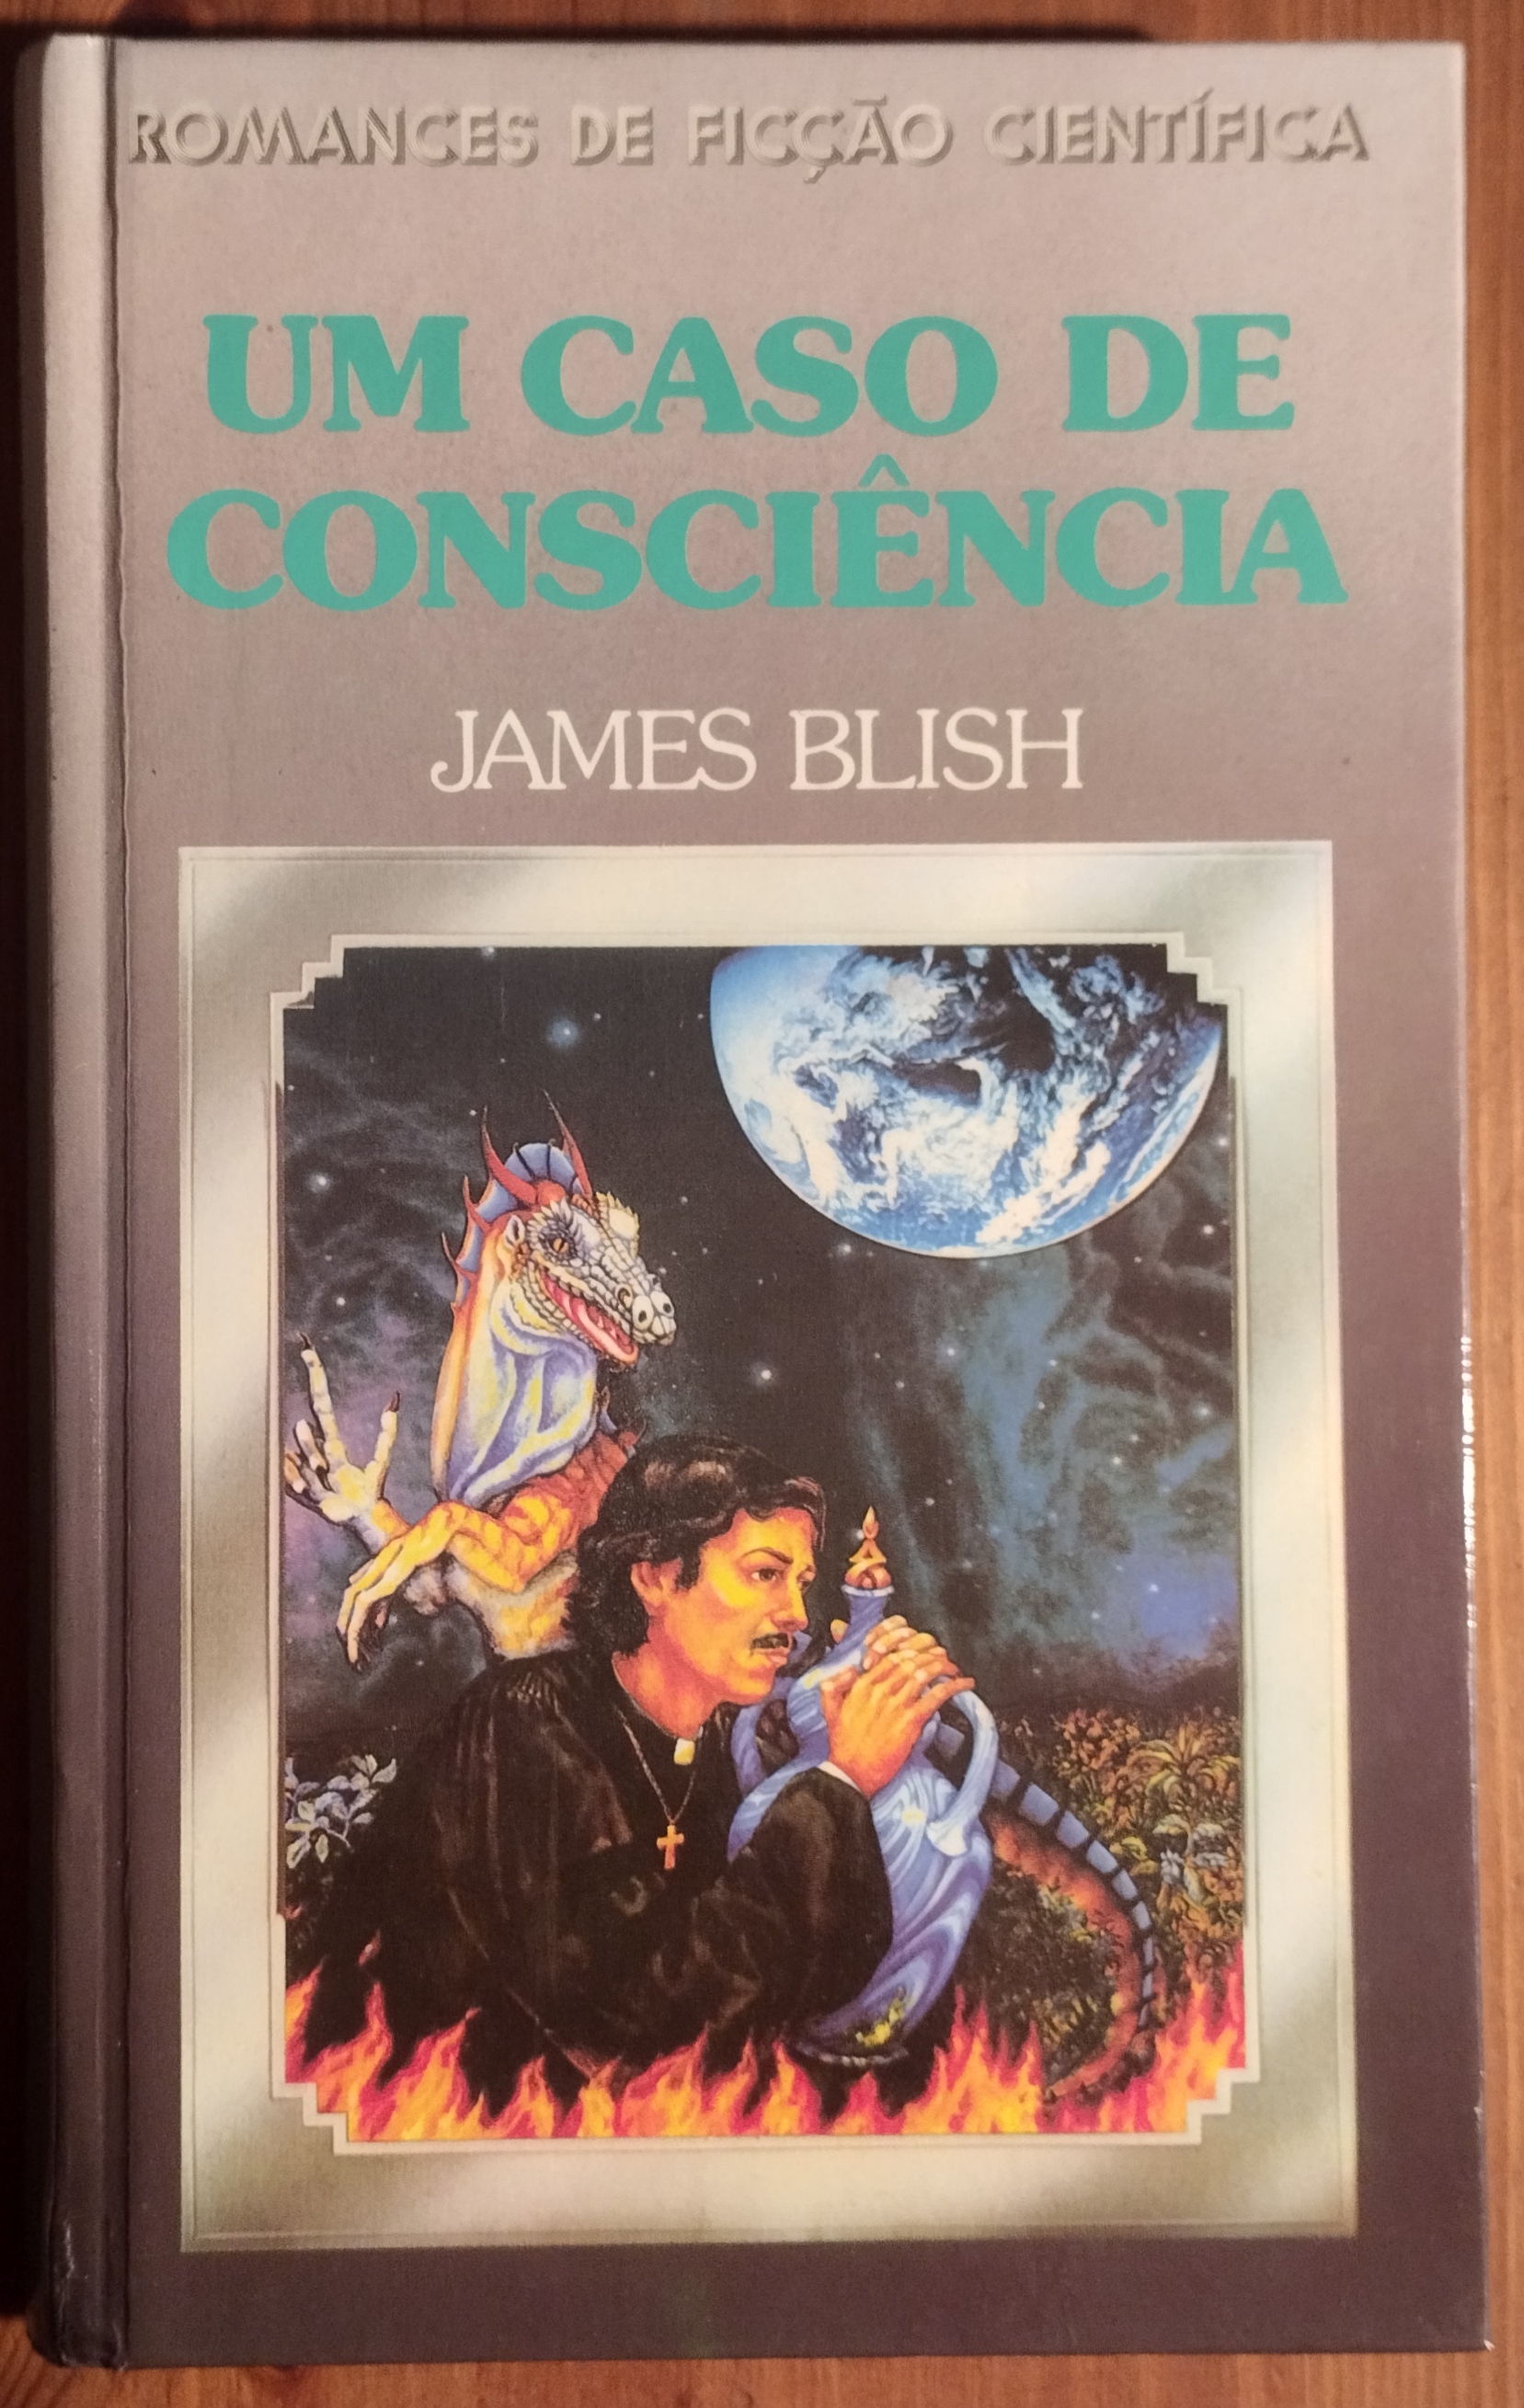 ROMANCES DE FICÇÃO CIENTÍFICA
UM CASO DE
CONSCIÊNCIA
JAMES BLISH